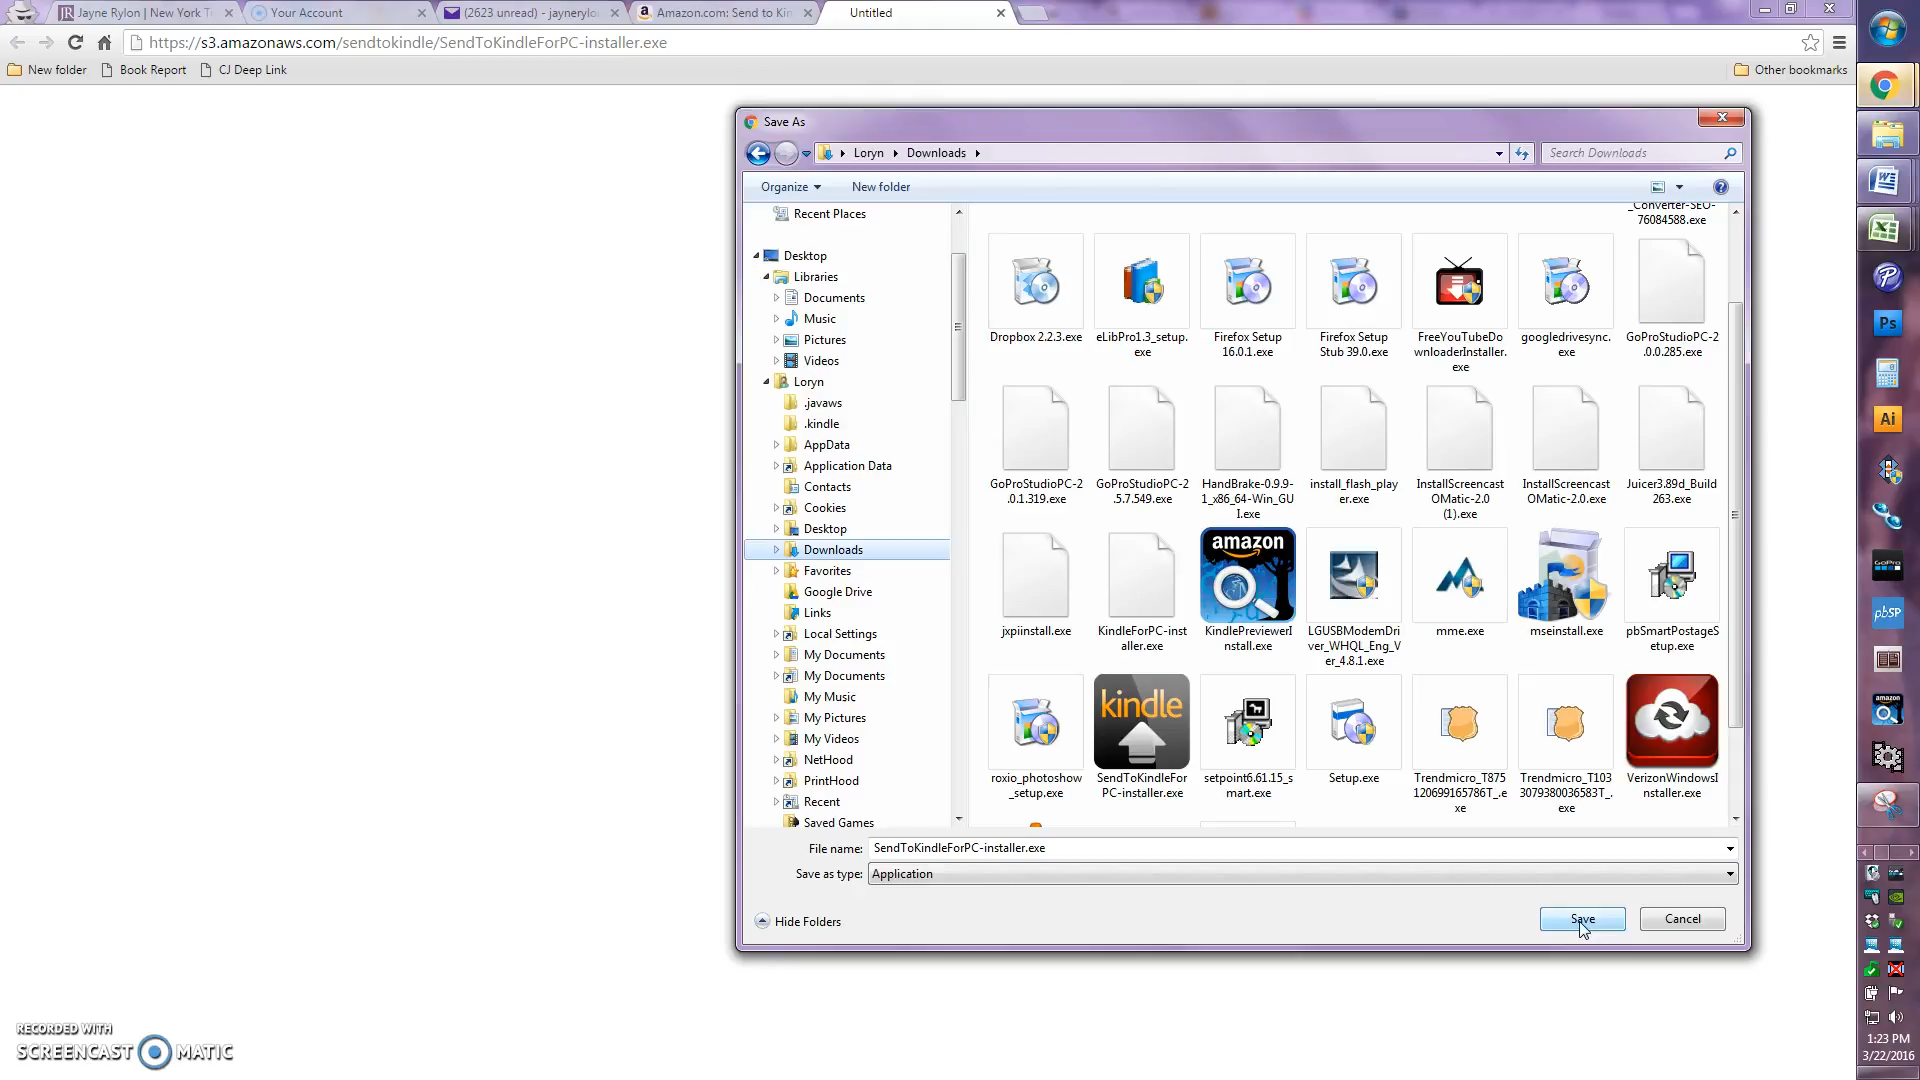 Jayne Rylon | New York T
Your Account
(2623 unread) - jaynerylo
Amazon.com: Send to Kin
Untitled
https://s3.amazonaws.com/sendtokindle/SendToKindleForPC-installer.exe
New folder
Book Report
CJ Deep Link
Other bookmarks
Save As
Loryn
Downloads
Search Downloads
Organize
New folder
Recent Places
Desktop
Libraries
Documents
Music
Pictures
Videos
Loryn
.javaws
.kindle
AppData
Application Data
Contacts
Cookies
Desktop
Downloads
Favorites
Google Drive
Links
Local Settings
My Documents
My Documents
My Music
My Pictures
My Videos
NetHood
PrintHood
Recent
Saved Games
_Converter-SEO-
76084588.exe
Dropbox 2.2.3.exe
eLibPro1.3_setup.
exe
Firefox Setup
16.0.1.exe
Firefox Setup
Stub 39.0.exe
FreeYouTubeDo
wnloaderInstaller.
exe
googledrivesync.
exe
GoProStudioPC-2
.0.0.285.exe
GoProStudioPC-2
.0.1.319.exe
GoProStudioPC-2
.5.7.549.exe
HandBrake-0.9.9-
1_x86_64-Win_GU
I.exe
install_flash_play
er.exe
InstallScreencast
OMatic-2.0
(1).exe
InstallScreencast
OMatic-2.0.exe
Juicer3.89d_Build
263.exe
jxpiinstall.exe
KindleForPC-inst
aller.exe
amazon
KindlePreviewerI
nstall.exe
LGUSBModemDri
ver_WHQL_Eng_V
er_4.8.1.exe
mme.exe
mseinstall.exe
pbSmartPostageS
etup.exe
roxio_photoshow
_setup.exe
kindle
SendToKindleFor
PC-installer.exe
setpoint6.61.15_s
mart.exe
Setup.exe
Trendmicro_T875
120699165786T_.e
xe
Trendmicro_T103
3079380036583T_.
exe
VerizonWindowsI
nstaller.exe
File name: SendToKindleForPC-installer.exe
Save as type: Application
Hide Folders
Save
Cancel
Ps
Ai
GoPro
pbSP
amazon
1:23 PM
3/22/2016
RECORDED WITH
SCREENCAST MATIC